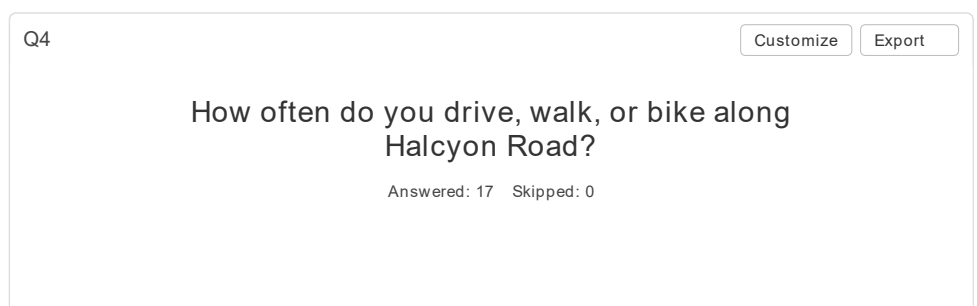 Q4
Customize
Export
How often do you drive, walk, or bike along
Halcyon Road?
Answered: 17 Skipped: 0